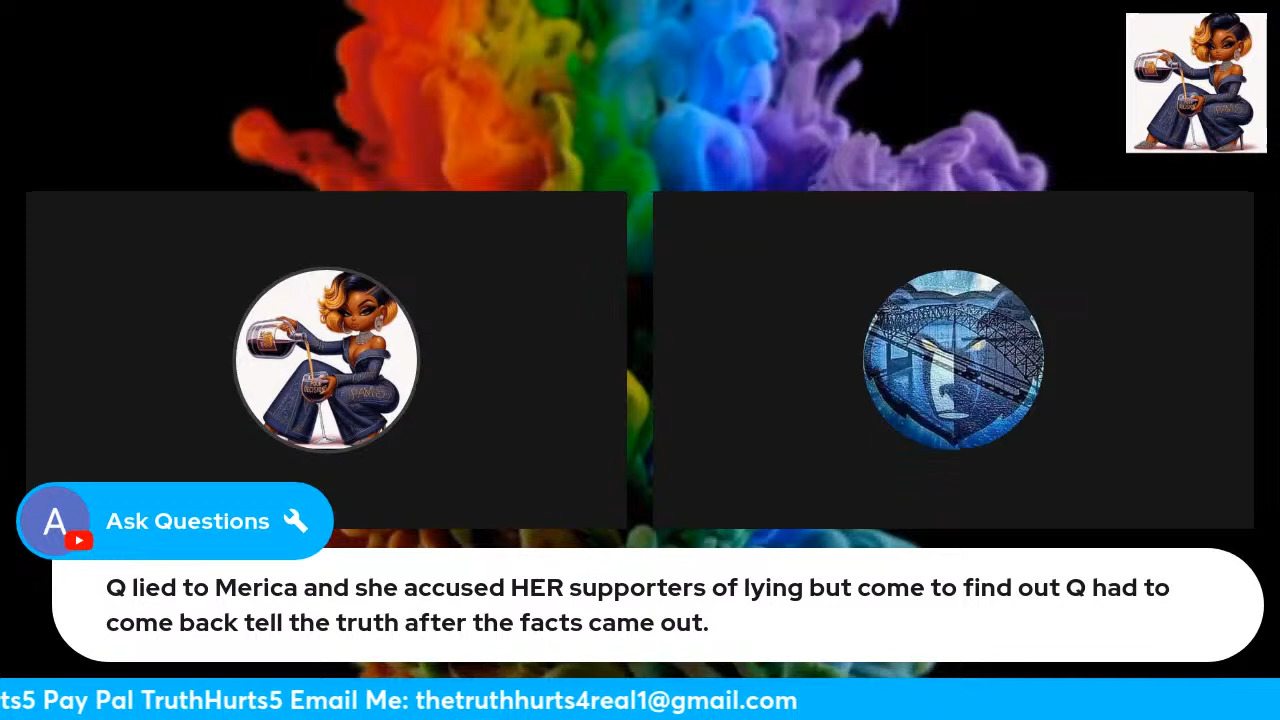 Ask Questions
Q lied to Merica and she accused HER supporters of lying but come to find out Q had to
come back tell the truth after the facts came out.
ts5 Pay Pal TruthHurts5 Email Me: thetruthhurts4real1@gmail.com